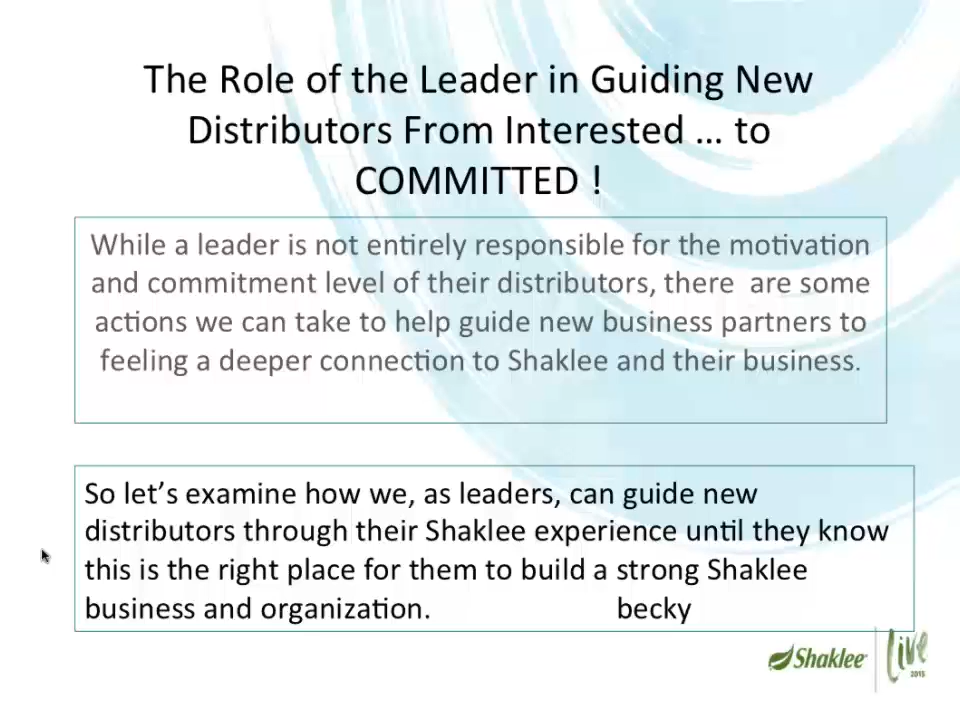 The Role of the Leader in Guiding New
Distributors From Interested … to
COMMITTED !
While a leader is not entirely responsible for the motivation
and commitment level of their distributors, there  are some
actions we can take to help guide new business partners to
feeling a deeper connection to Shaklee and their business.
So let’s examine how we, as leaders, can guide new
distributors through their Shaklee experience until they know
this is the right place for them to build a strong Shaklee
business and organization. becky
Shaklee Live
2015